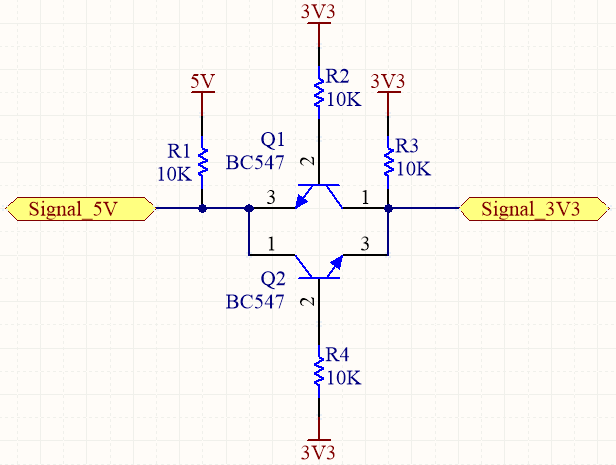 3V3
R2
10K
5V
3V3
Q1
BC547
R1
10K
R3
10K
2
Signal_5V
3
1
Signal_3V3
1
3
Q2
BC547
2
R4
10K
3V3